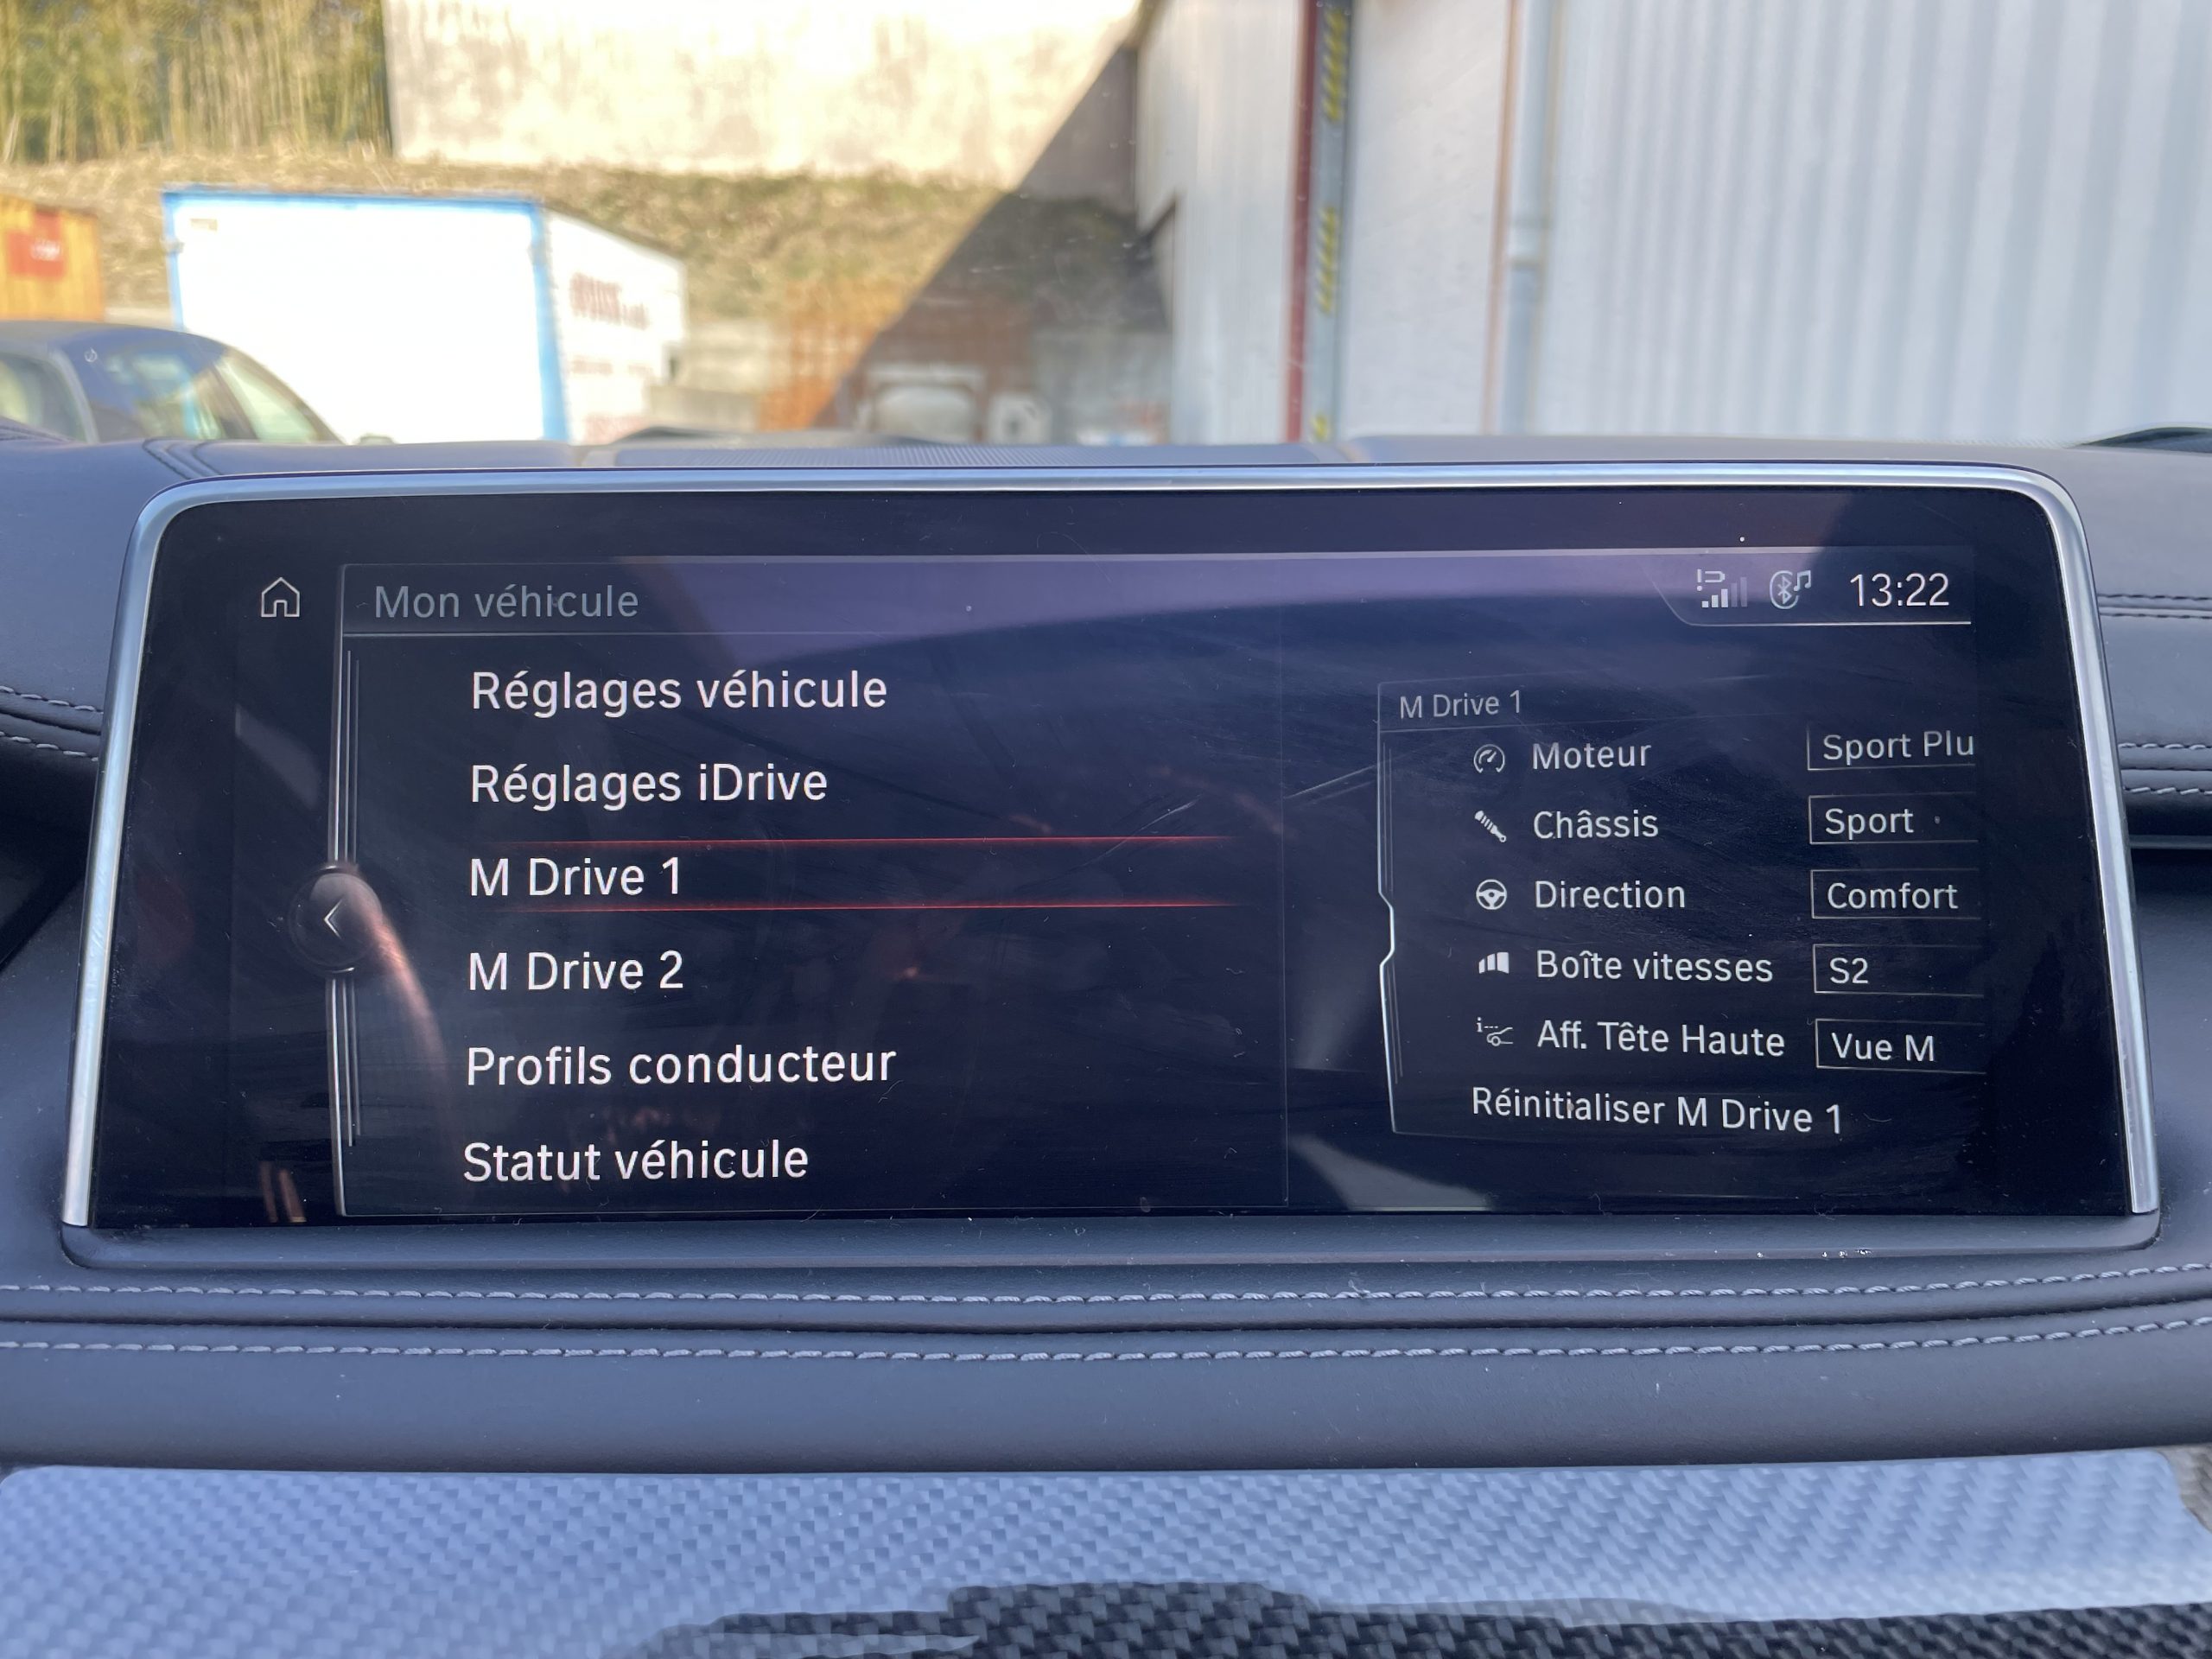 Mon véhicule
13:22
Réglages véhicule
Réglages iDrive
M Drive 1
M Drive 2
Profils conducteur
Statut véhicule
M Drive 1
Moteur Sport Plu
Châssis Sport
Direction Comfort
Boîte vitesses S2
Aff. Tête Haute Vue M
Réinitialiser M Drive 1